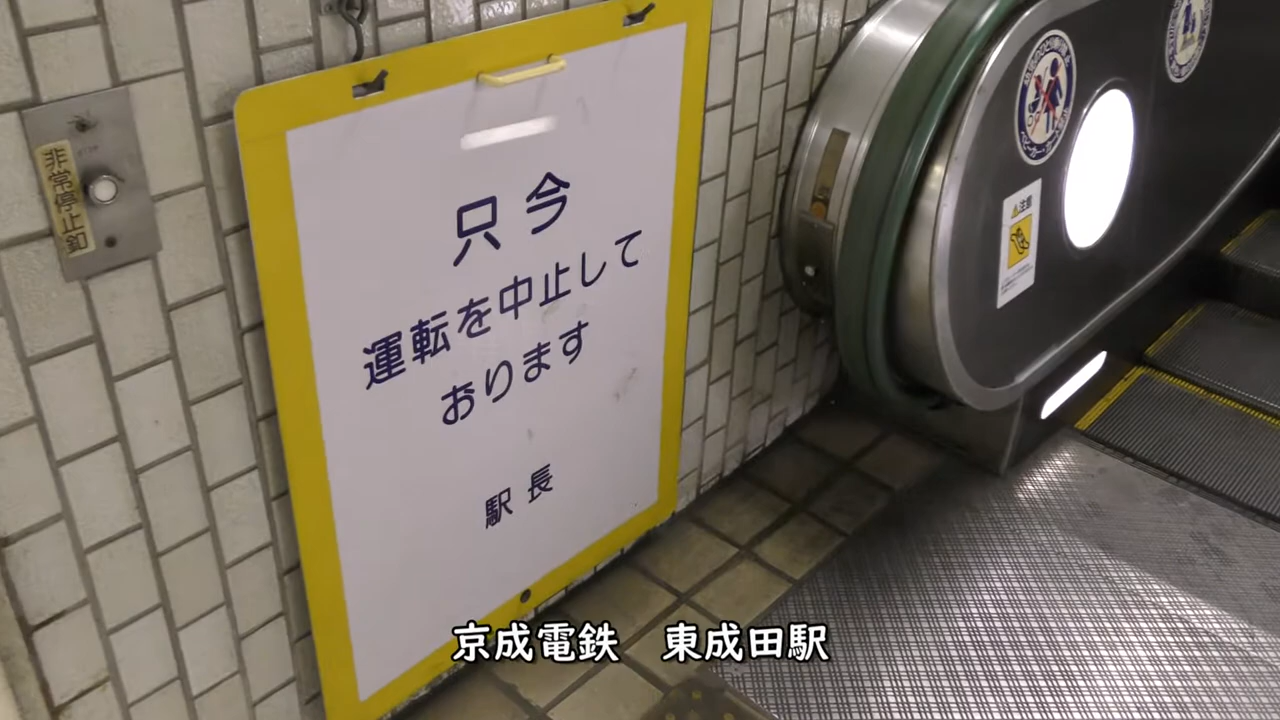 非常停止釦
只今
運転を中止して
おります
駅長
注意
京成電鉄　東成田駅